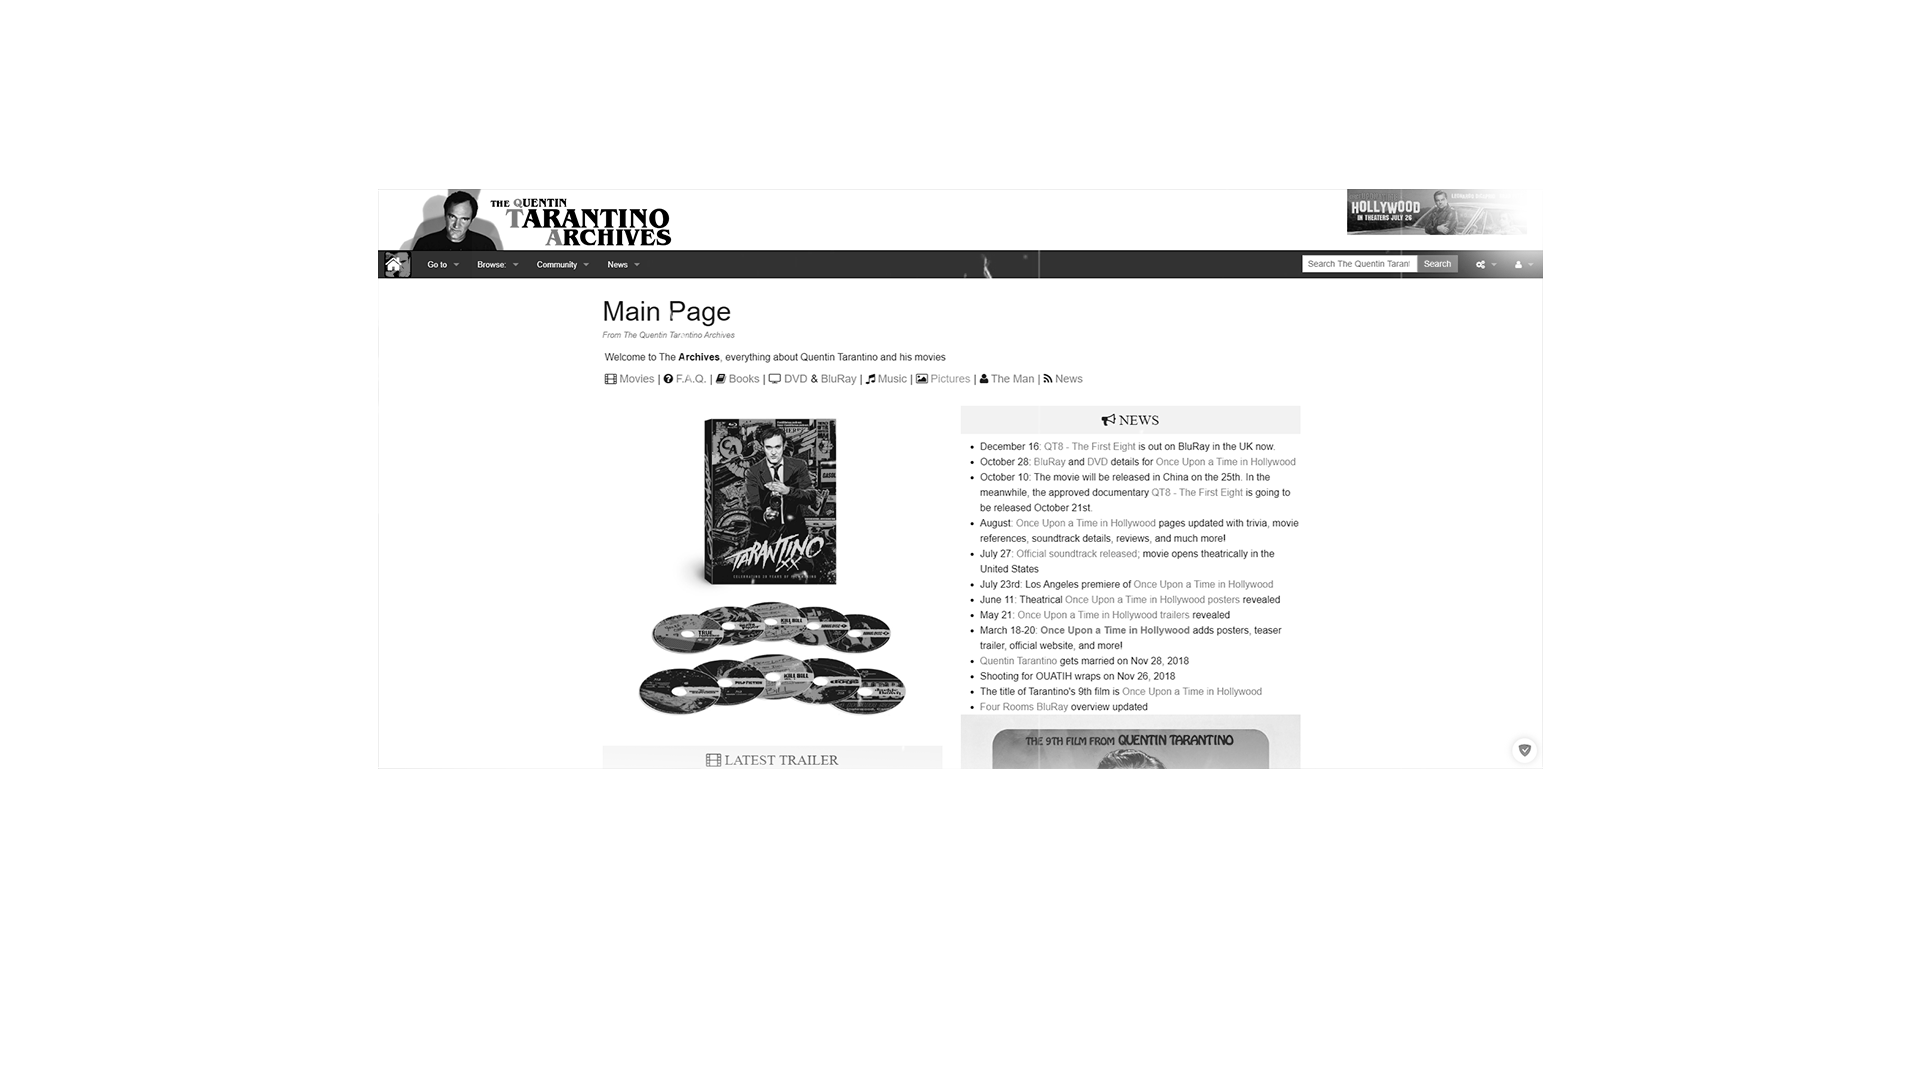 THE QUENTIN
TARANTINO
ARCHIVES
HOLLYWOOD
IN THEATERS JULY 26
Go to
Browse:
Community
News
Search The Quentin Tarant
Search
Main Page
From The Quentin Tarantino Archives
Welcome to The Archives, everything about Quentin Tarantino and his movies
Movies | F.A.Q. | Books | DVD & BluRay | Music | Pictures | The Man | News
TARANTINO
XX
TRUE
KILL BILL
PULP FICTION
KILL BILL
LATEST TRAILER
NEWS
• December 16: QT8 - The First Eight is out on BluRay in the UK now.
• October 28: BluRay and DVD details for Once Upon a Time in Hollywood
• October 10: The movie will be released in China on the 25th. In the
meanwhile, the approved documentary QT8 - The First Eight is going to
be released October 21st.
• August: Once Upon a Time in Hollywood pages updated with trivia, movie
references, soundtrack details, reviews, and much more!
• July 27: Official soundtrack released; movie opens theatrically in the
United States
• July 23rd: Los Angeles premiere of Once Upon a Time in Hollywood
• June 11: Theatrical Once Upon a Time in Hollywood posters revealed
• May 21: Once Upon a Time in Hollywood trailers revealed
• March 18-20: Once Upon a Time in Hollywood adds posters, teaser
trailer, official website, and more!
• Quentin Tarantino gets married on Nov 28, 2018
• Shooting for OUATIH wraps on Nov 26, 2018
• The title of Tarantino's 9th film is Once Upon a Time in Hollywood
• Four Rooms BluRay overview updated
THE 9TH FILM FROM QUENTIN TARANTINO